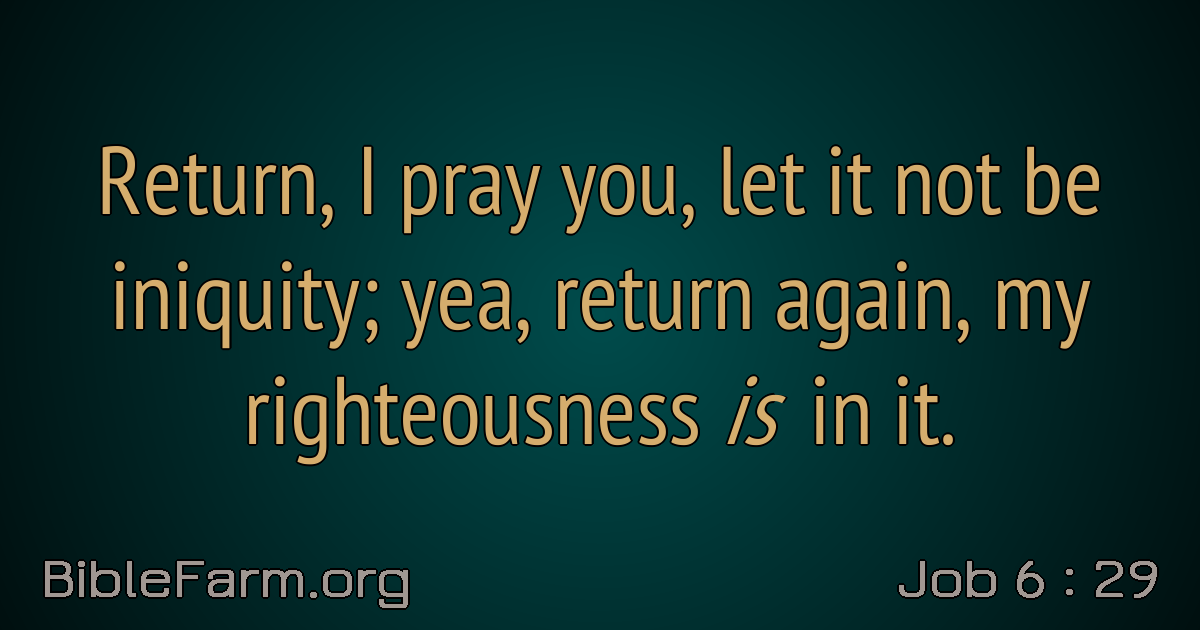 Return, I pray you, let it not be
iniquity; yea, return again, my
righteousness is in it.
BibleFarm.org
Job 6 : 29